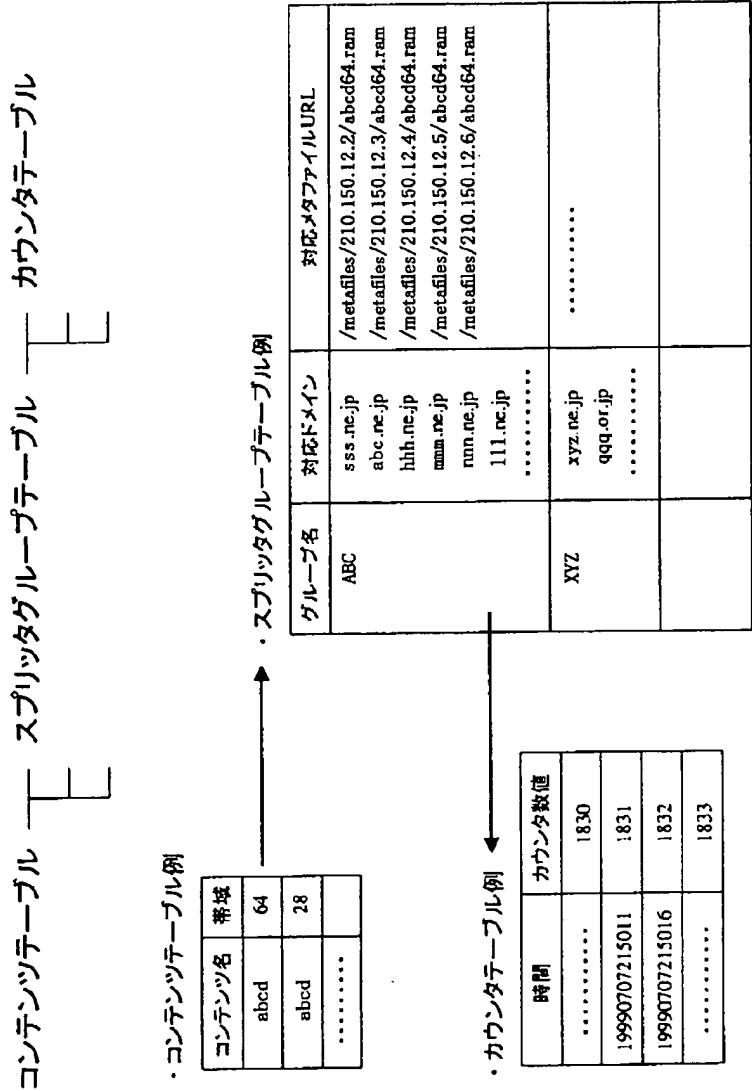 コンテンツテーブル スプリッタグループテーブル カウンタテーブル
・コンテンツテーブル例
コンテンツ名 帯域
abcd 64
abcd 28
………
・スプリッタグループテーブル例
グループ名 対応ドメイン 対応メタファイルURL
ABC sss.ne.jp /metafiles/210.150.12.2/abcd64.ram
abc.ne.jp /metafiles/210.150.12.3/abcd64.ram
hhh.ne.jp /metafiles/210.150.12.4/abcd64.ram
mmm.ne.jp /metafiles/210.150.12.5/abcd64.ram
nnn.ne.jp /metafiles/210.150.12.6/abcd64.ram
111.ne.jp
…………
XYZ xyz.ne.jp …………
qqq.or.jp
…………
・カウンタテーブル例
時間 カウンタ数値
………… 1830
19990707215011 1831
19990707215016 1832
………… 1833